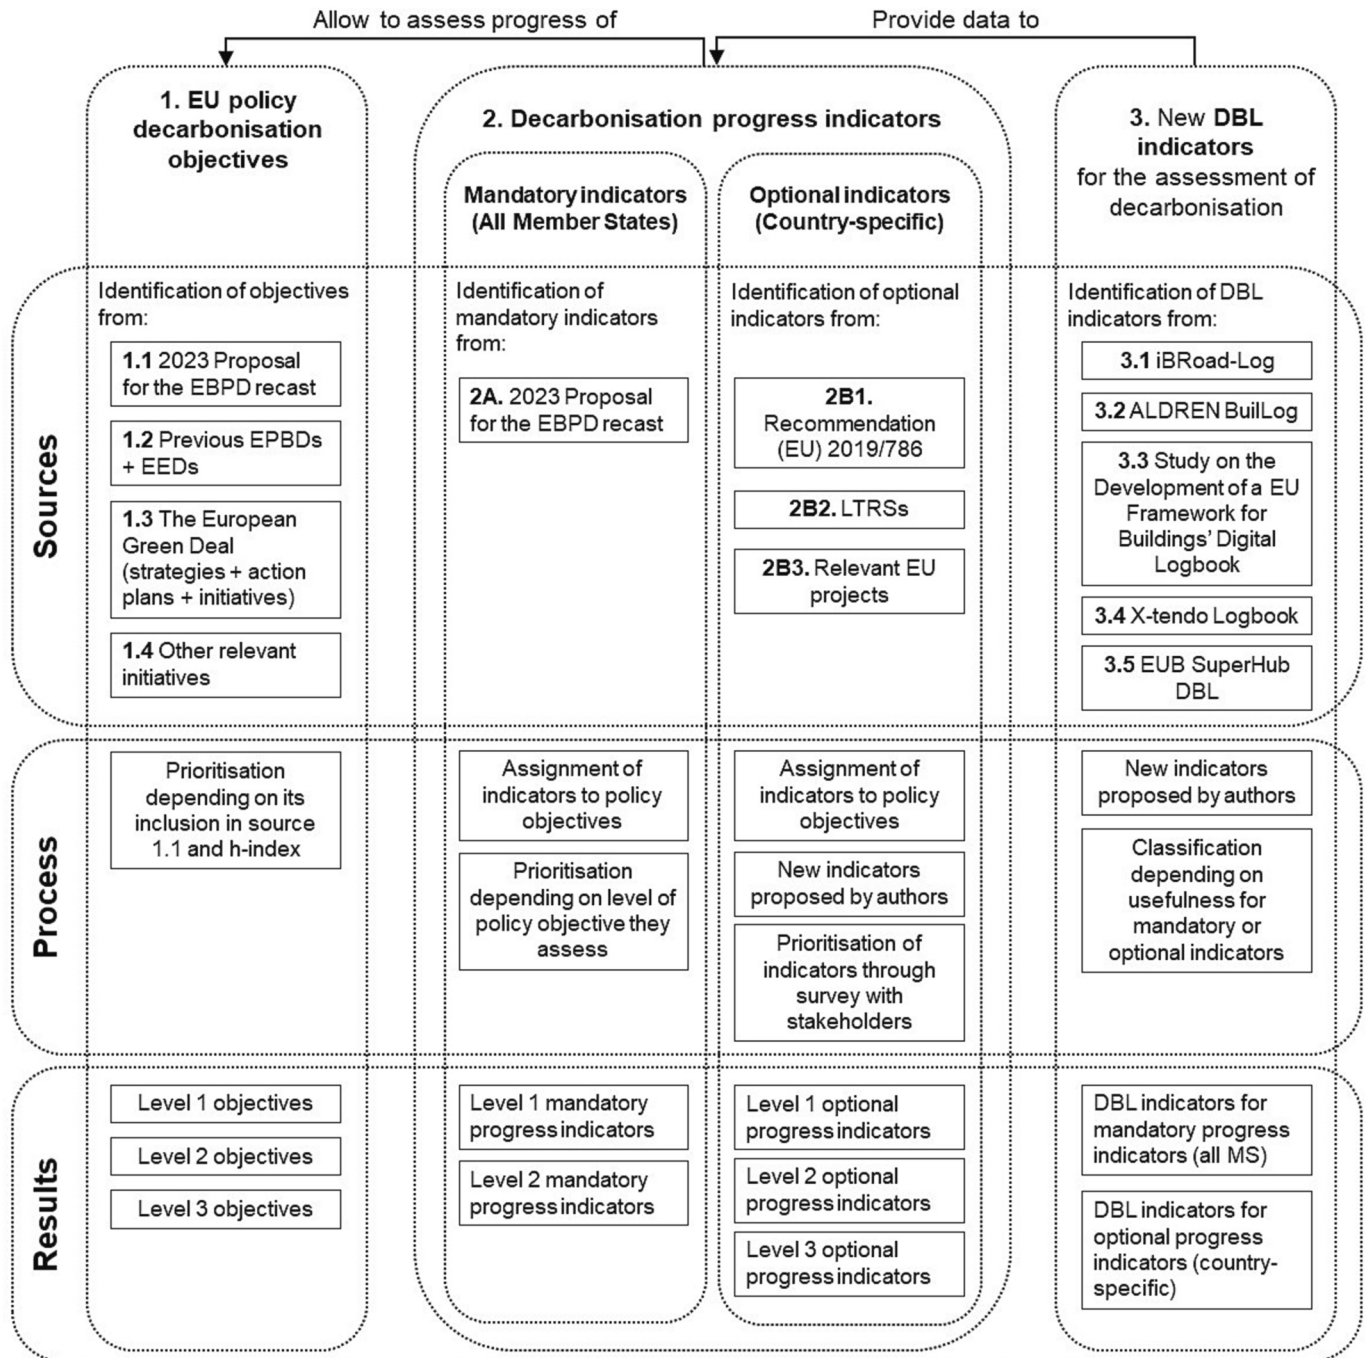 Allow to assess progress of
Provide data to
1. EU policy
decarbonisation
objectives
2. Decarbonisation progress indicators
Mandatory indicators
(All Member States)
Optional indicators
(Country-specific)
3. New DBL
indicators
for the assessment of
decarbonisation
Sources
Identification of objectives
from:
1.1 2023 Proposal
for the EBPD recast
1.2 Previous EPBDs
+ EEDs
1.3 The European
Green Deal
(strategies + action
plans + initiatives)
1.4 Other relevant
initiatives
Identification of
mandatory indicators
from:
2A. 2023 Proposal
for the EBPD recast
Identification of optional
indicators from:
2B1.
Recommendation
(EU) 2019/786
2B2. LTRSs
2B3. Relevant EU
projects
Identification of DBL
indicators from:
3.1 iBRoad-Log
3.2 ALDREN BuilLog
3.3 Study on the
Development of a EU
Framework for
Buildings' Digital
Logbook
3.4 X-tendo Logbook
3.5 EUB SuperHub
DBL
Process
Prioritisation
depending on its
inclusion in source
1.1 and h-index
Assignment of
indicators to policy
objectives
Prioritisation
depending on level of
policy objective they
assess
Assignment of
indicators to policy
objectives
New indicators
proposed by authors
Prioritisation of
indicators through
survey with
stakeholders
New indicators
proposed by authors
Classification
depending on
usefulness for
mandatory or
optional indicators
Results
Level 1 objectives
Level 2 objectives
Level 3 objectives
Level 1 mandatory
progress indicators
Level 2 mandatory
progress indicators
Level 1 optional
progress indicators
Level 2 optional
progress indicators
Level 3 optional
progress indicators
DBL indicators for
mandatory progress
indicators (all MS)
DBL indicators for
optional progress
indicators (country-
specific)